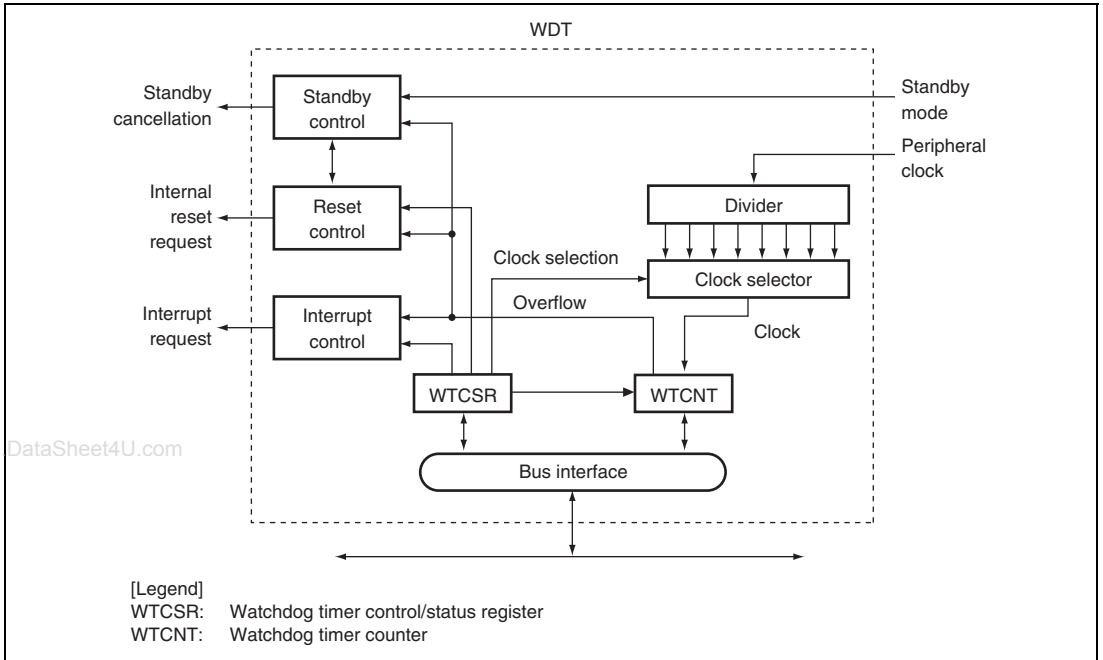 WDT
Standby
cancellation
Standby
control
Standby
mode
Peripheral
clock
Internal
reset
request
Reset
control
Divider
Clock selection
Clock selector
Overflow
Interrupt
request
Interrupt
control
Clock
WTCSR
WTCNT
DataSheet4U.com
Bus interface
[Legend]
WTCSR: Watchdog timer control/status register
WTCNT: Watchdog timer counter